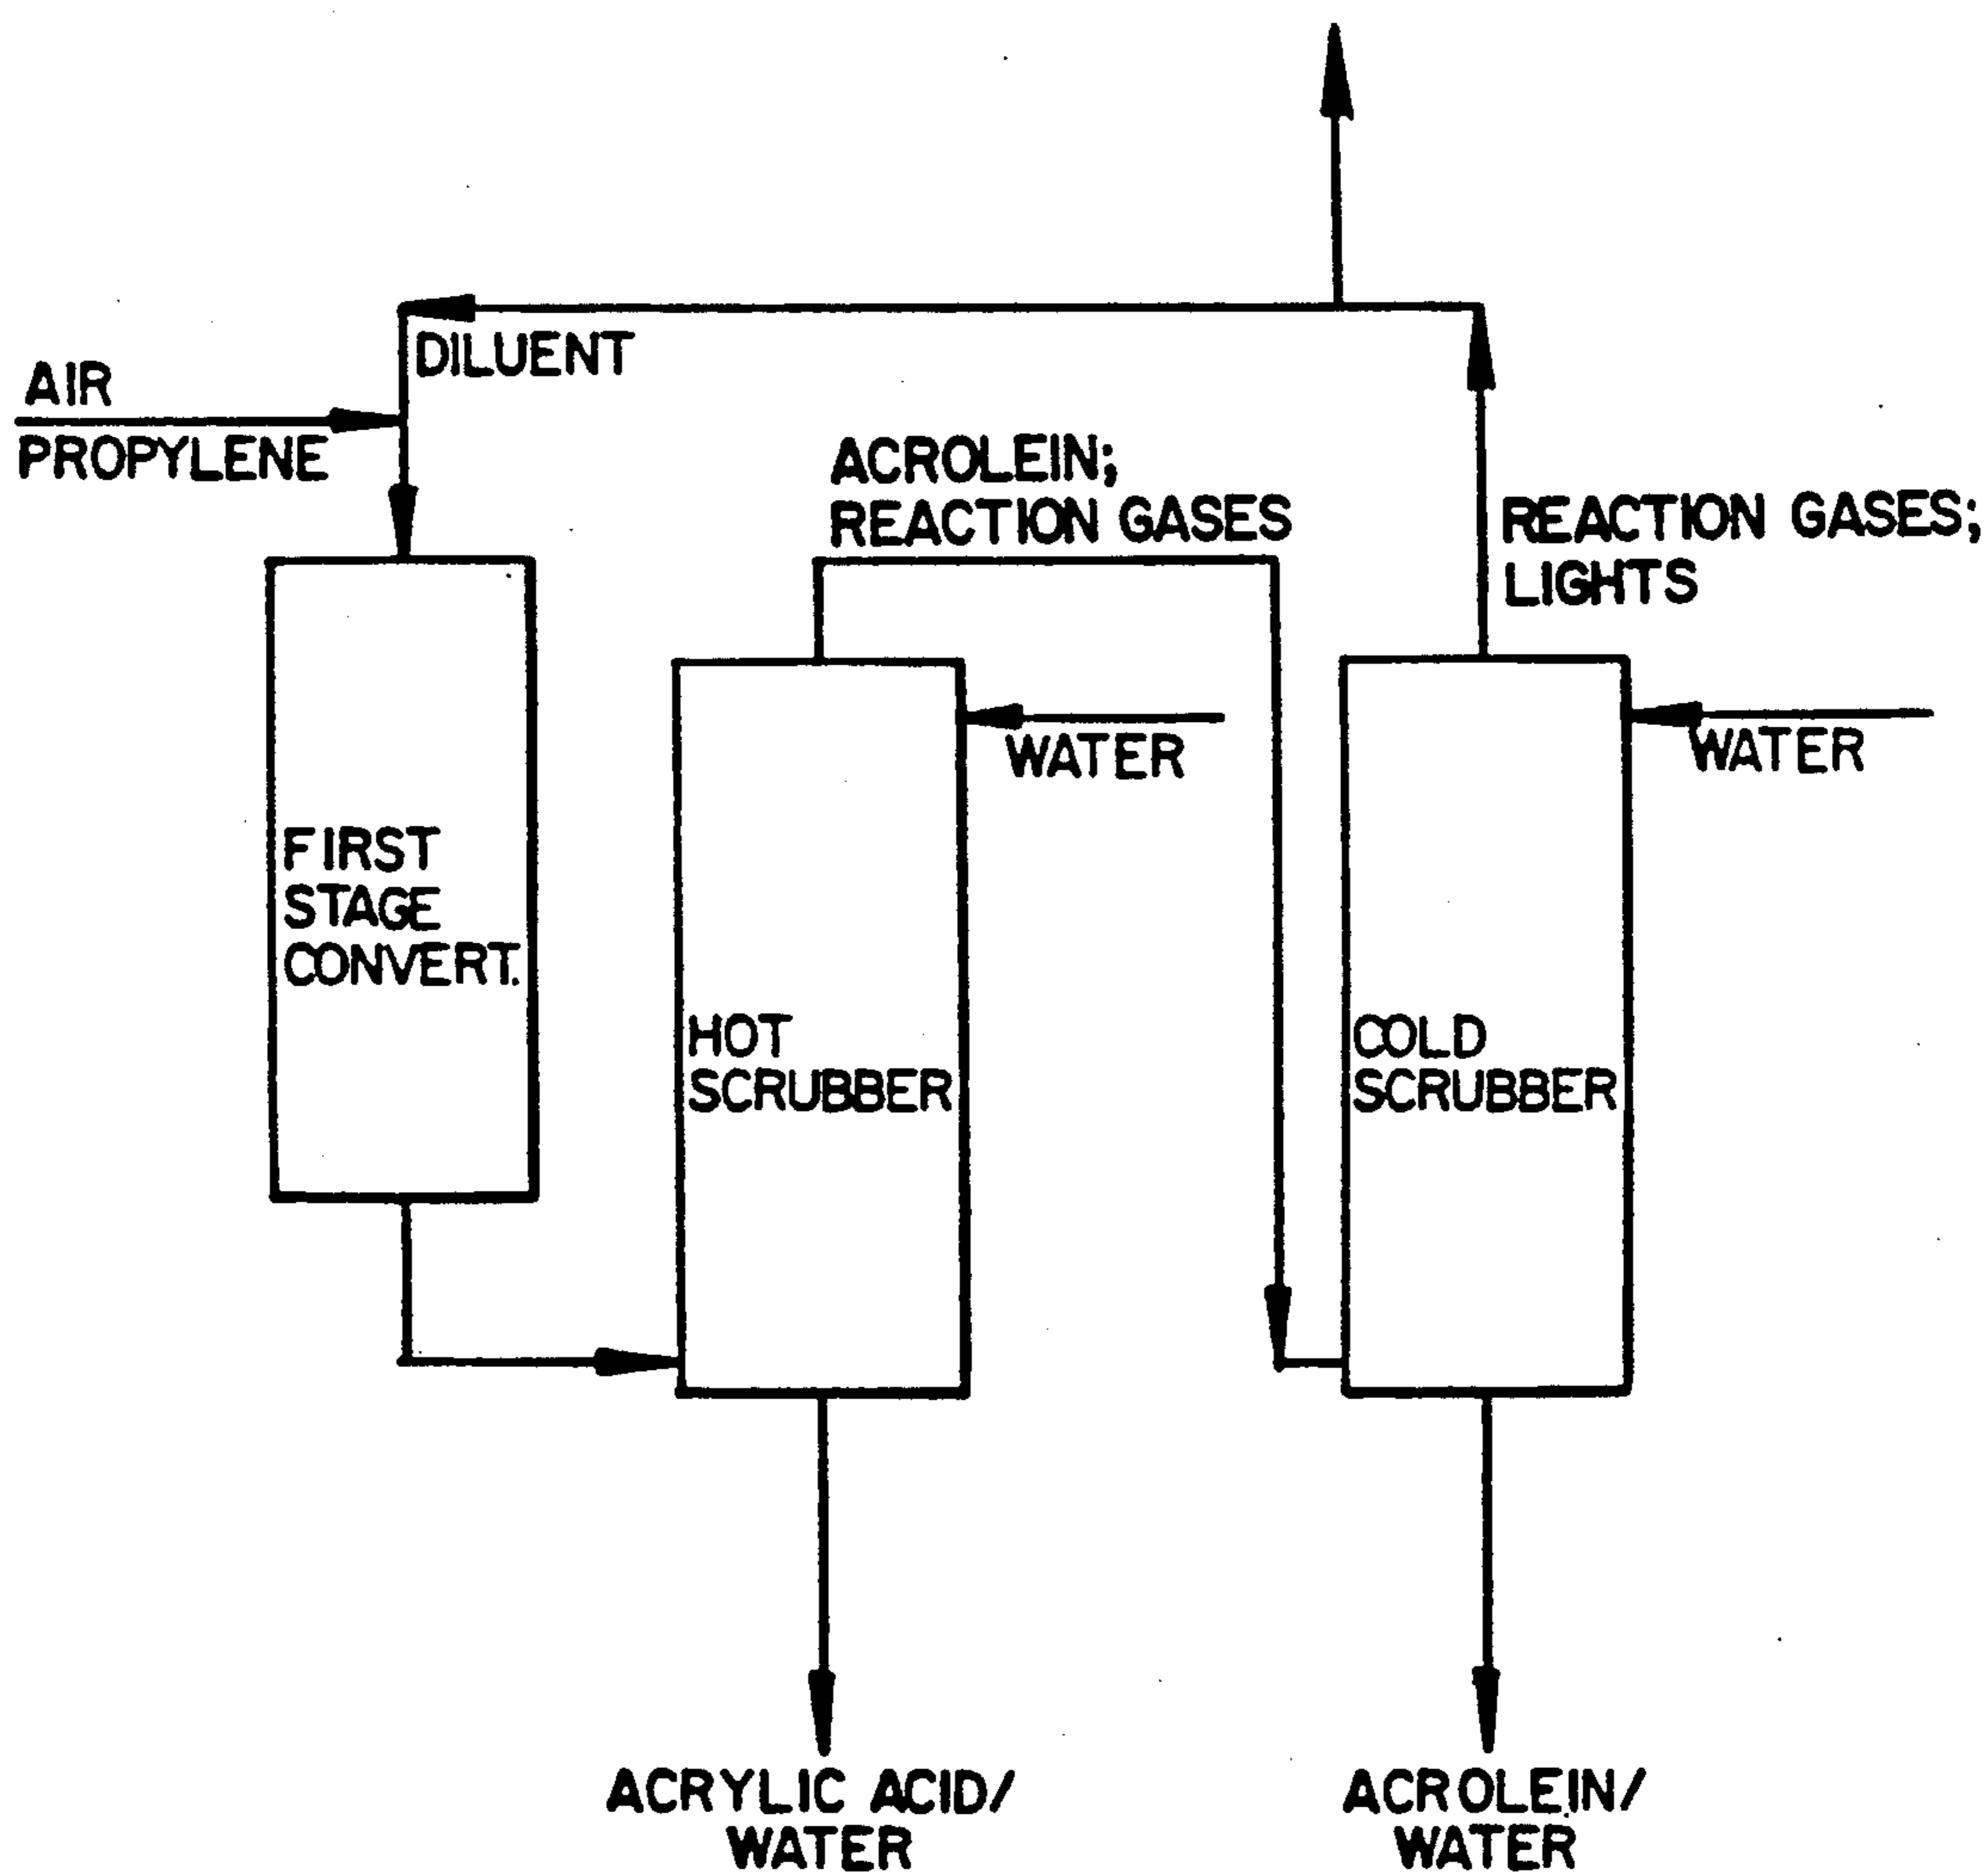 DILUENT
AIR
PROPYLENE
ACROLEIN;
REACTION GASES
REACTION GASES;
LIGHTS
WATER
WATER
FIRST
STAGE
CONVERT.
HOT
SCRUBBER
COLD
SCRUBBER
ACRYLIC ACID/
WATER
ACROLEIN/
WATER